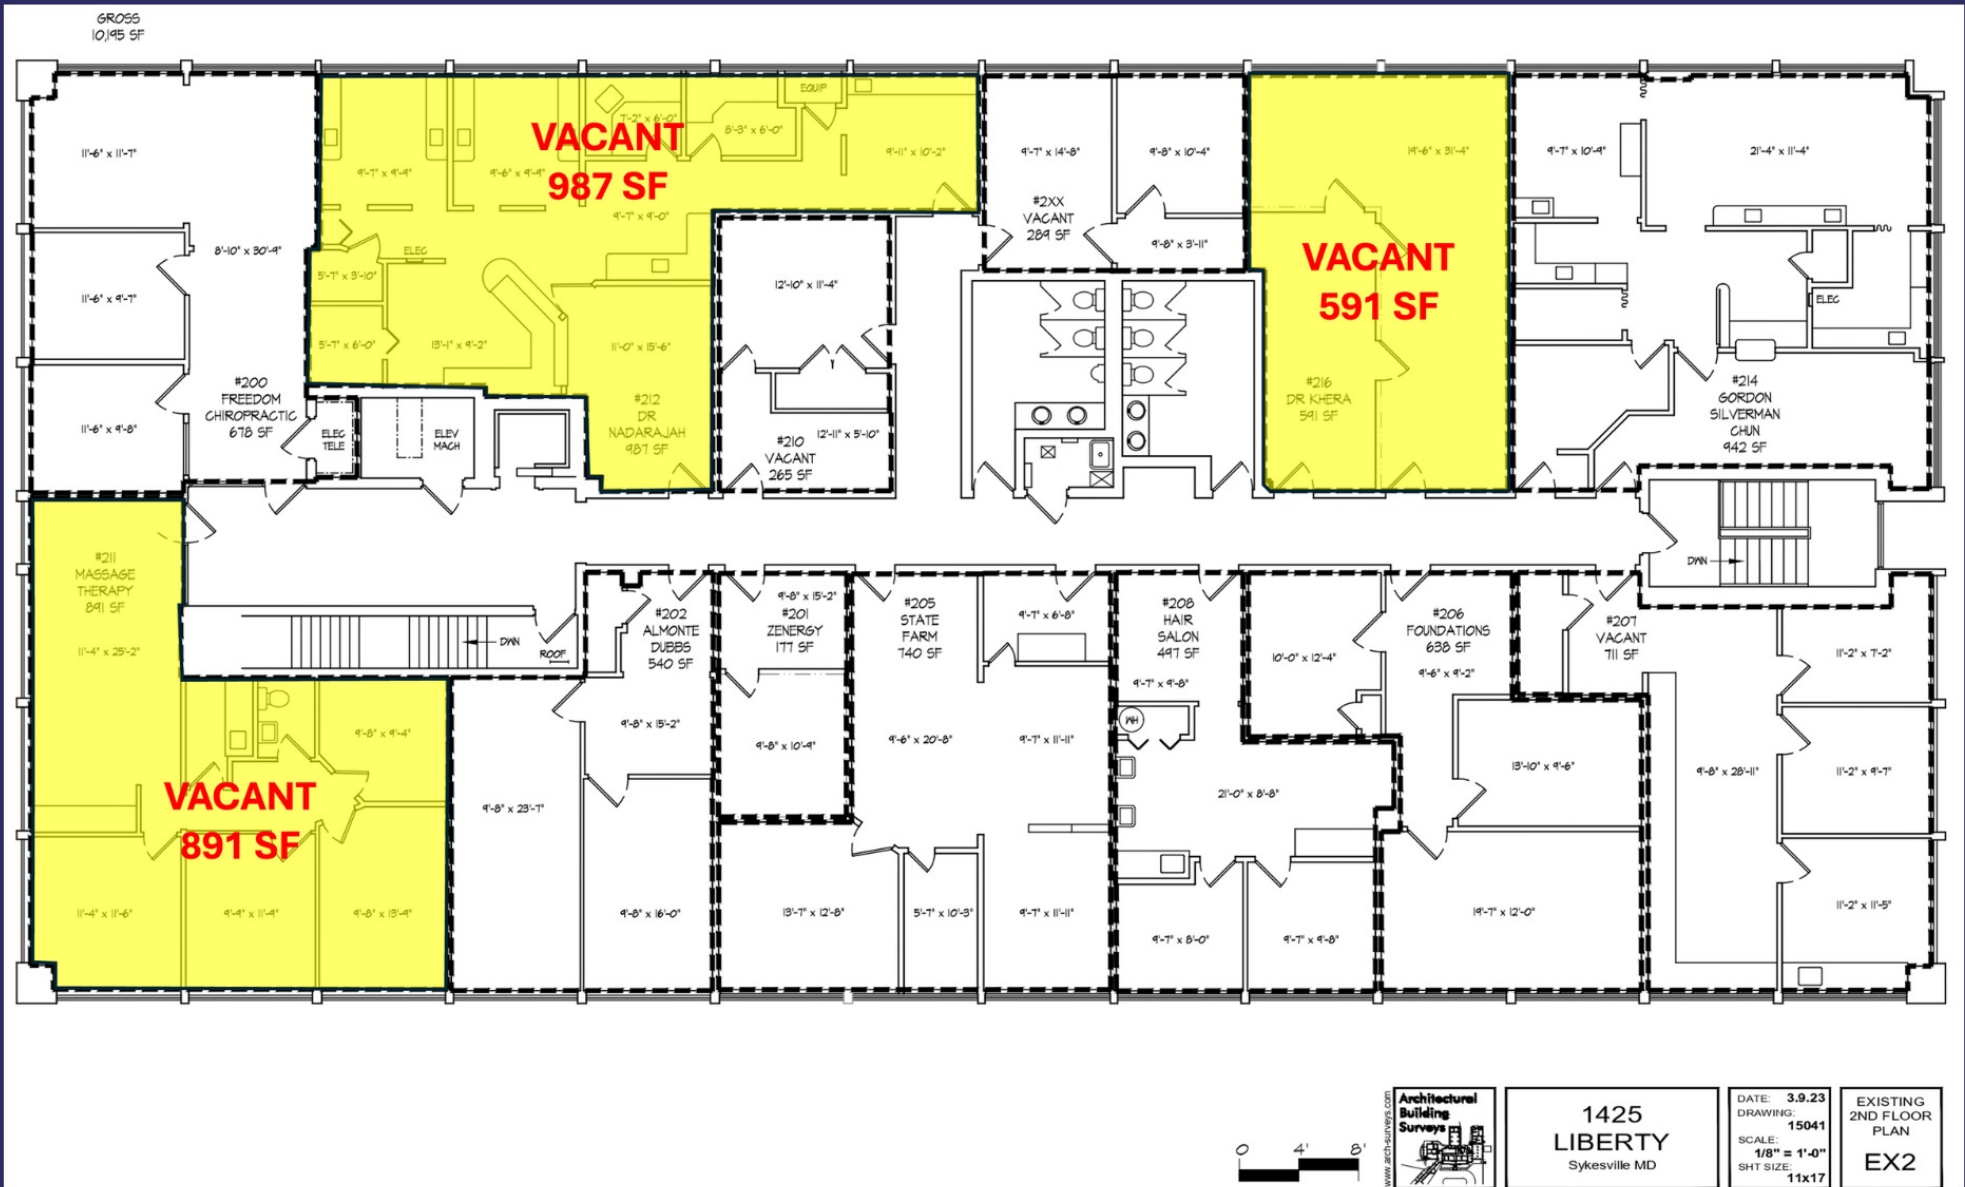 GROSS
10,195 SF
11'-6" x 11'-7"
8'-10" x 30'-9"
11'-6" x 9'-7"
11'-6" x 9'-8"
#200
FREEDOM
CHIROPRACTIC
678 SF
ELEC
TELE
ELEV
MACH
9'-7" x 9'-9"
9'-6" x 9'-9"
7'-2" x 6'-0"
8'-3" x 6'-0"
EQUIP
9'-11" x 10'-2"
VACANT
987 SF
9'-7" x 9'-0"
ELEC
5'-7" x 3'-10"
5'-7" x 6'-0"
13'-1" x 9'-2"
11'-0" x 15'-6"
#212
DR
NADARAJAH
987 SF
12'-10" x 11'-4"
12'-11" x 5'-10"
#210
VACANT
265 SF
9'-7" x 14'-8"
#2XX
VACANT
289 SF
9'-8" x 10'-4"
9'-8" x 3'-11"
19'-6" x 31'-4"
VACANT
591 SF
#216
DR KHERA
591 SF
9'-7" x 10'-9"
21'-4" x 11'-4"
ELEC
#214
GORDON
SILVERMAN
CHUN
942 SF
DWN
#211
MASSAGE
THERAPY
891 SF
11'-4" x 25'-2"
9'-8" x 9'-4"
VACANT
891 SF
11'-4" x 11'-6"
9'-9" x 11'-9"
9'-8" x 13'-9"
DWN
ROOF
#202
ALMONTE
DUBBS
540 SF
9'-8" x 15'-2"
9'-8" x 23'-7"
9'-8" x 16'-0"
9'-8" x 15'-2"
#201
ZENERGY
177 SF
9'-8" x 10'-9"
#205
STATE
FARM
740 SF
9'-7" x 6'-8"
9'-6" x 20'-8"
9'-7" x 11'-11"
13'-7" x 12'-8"
5'-7" x 10'-3"
9'-7" x 11'-11"
#208
HAIR
SALON
497 SF
9'-7" x 9'-8"
WH
21'-0" x 8'-8"
9'-7" x 8'-0"
9'-7" x 9'-8"
10'-0" x 12'-4"
#206
FOUNDATIONS
638 SF
9'-6" x 9'-2"
13'-10" x 9'-6"
19'-7" x 12'-0"
#207
VACANT
711 SF
9'-8" x 28'-11"
11'-2" x 7'-2"
11'-2" x 9'-7"
11'-2" x 11'-5"
0 4' 8'
www.arch-surveys.com
Architectural
Building
Surveys
1425
LIBERTY
Sykesville MD
DATE: 3.9.23
DRAWING:
15041
SCALE:
1/8" = 1'-0"
SHT SIZE:
11x17
EXISTING
2ND FLOOR
PLAN
EX2